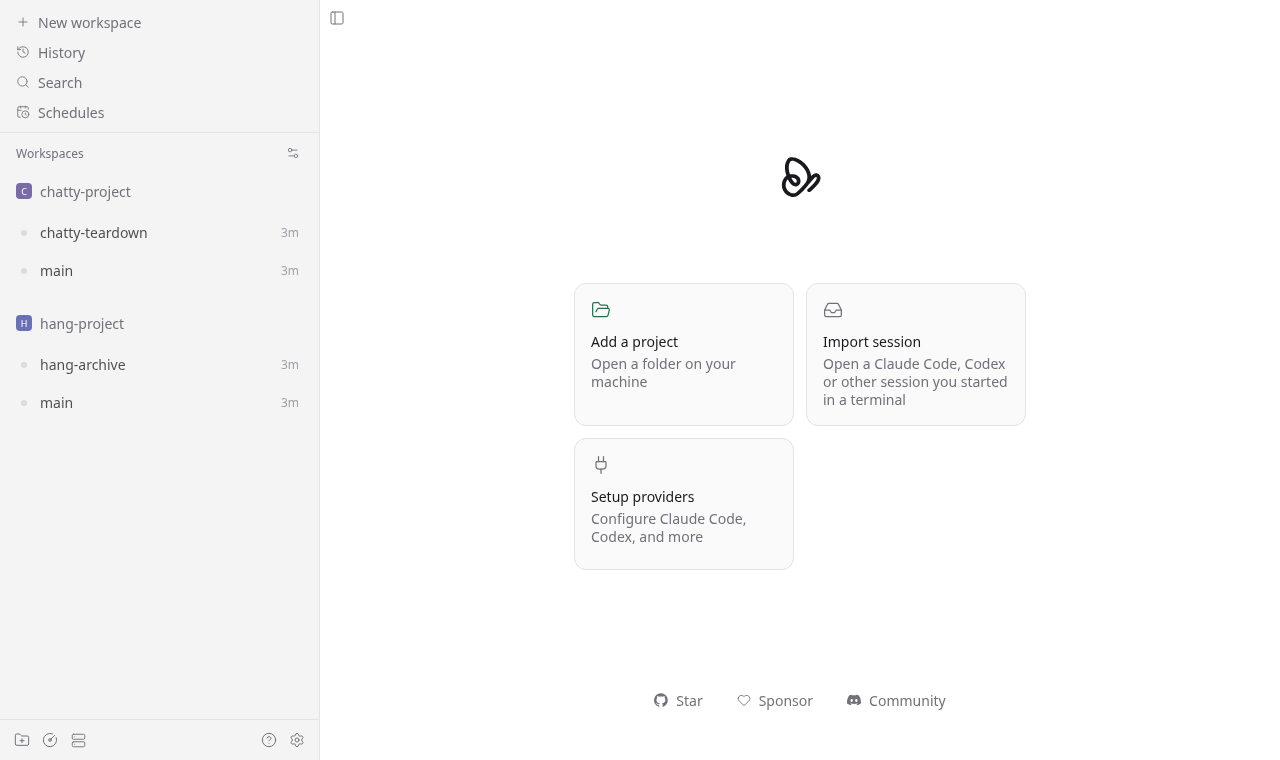 New workspace
History
Search
Schedules
Workspaces
C chatty-project
chatty-teardown 3m
main 3m
H hang-project
hang-archive 3m
main 3m
Add a project
Open a folder on your
machine
Import session
Open a Claude Code, Codex
or other session you started
in a terminal
Setup providers
Configure Claude Code,
Codex, and more
Star Sponsor Community